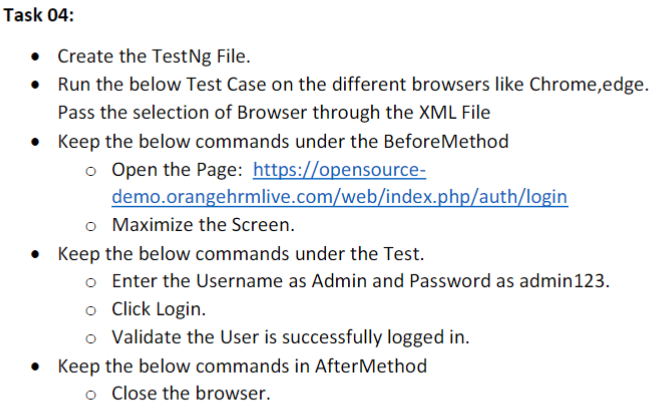 Task 04:
• Create the TestNg File.
• Run the below Test Case on the different browsers like Chrome,edge.
Pass the selection of Browser through the XML File
• Keep the below commands under the BeforeMethod
o Open the Page: https://opensource-
demo.orangehrmlive.com/web/index.php/auth/login
o Maximize the Screen.
• Keep the below commands under the Test.
o Enter the Username as Admin and Password as admin123.
o Click Login.
o Validate the User is successfully logged in.
• Keep the below commands in AfterMethod
o Close the browser.